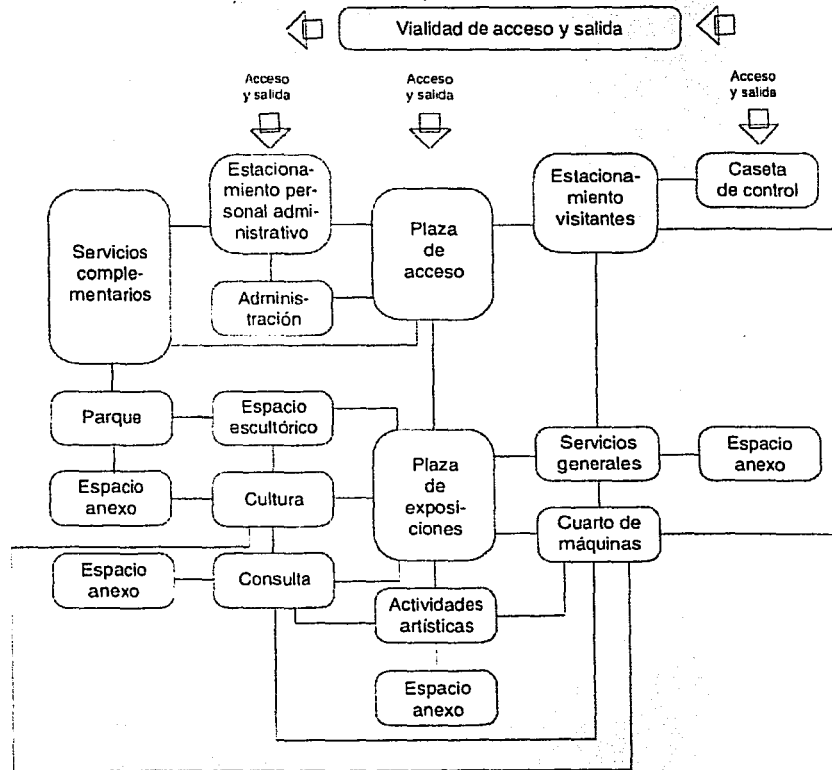 Vialidad de acceso y salida
Acceso
y salida
Acceso
y salida
Acceso
y salida
Estaciona-
miento per-
sonal admi-
nistrativo
Estaciona-
miento
visitantes
Caseta
de control
Servicios
comple-
mentarios
Plaza
de
acceso
Adminis-
tración
Parque
Espacio
escultórico
Servicios
generales
Espacio
anexo
Plaza
de
exposi-
ciones
Espacio
anexo
Cultura
Cuarto de
máquinas
Espacio
anexo
Consulta
Actividades
artísticas
Espacio
anexo